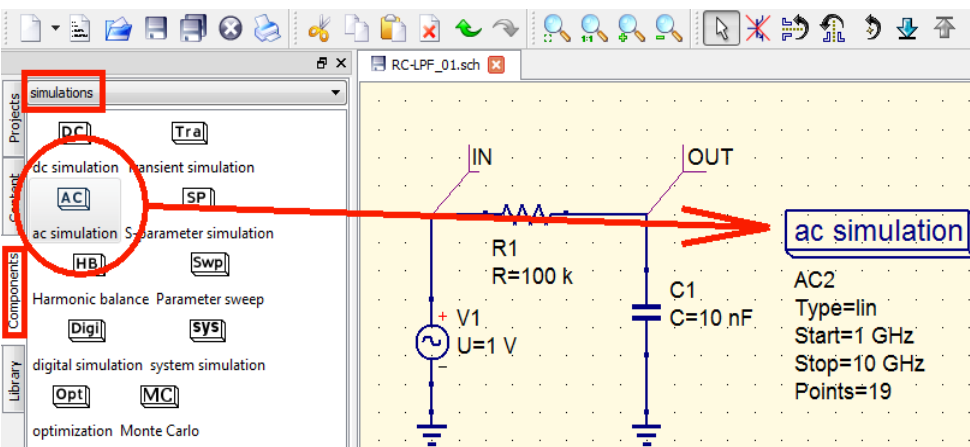 RC-LPF_01.sch
simulations
Projects
Content
Components
Library
DC
Tra
dc simulation
transient simulation
AC
SP
ac simulation
S-parameter simulation
HB
Swp
Harmonic balance
Parameter sweep
Digi
sys
digital simulation
system simulation
Opt
MC
optimization
Monte Carlo
IN
OUT
R1
R=100 k
C1
C=10 nF
+
V1
U=1 V
-
ac simulation
AC2
Type=lin
Start=1 GHz
Stop=10 GHz
Points=19
1:1